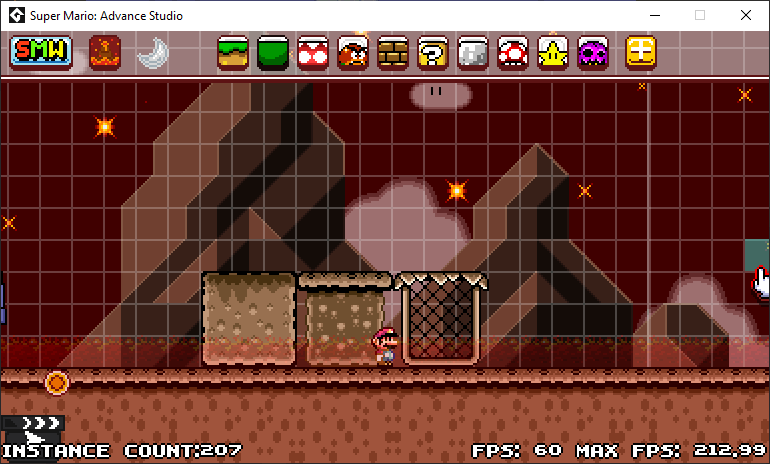 Super Mario: Advance Studio
SMW
INSTANCE COUNT:207
FPS: 60 MAX FPS: 212.99